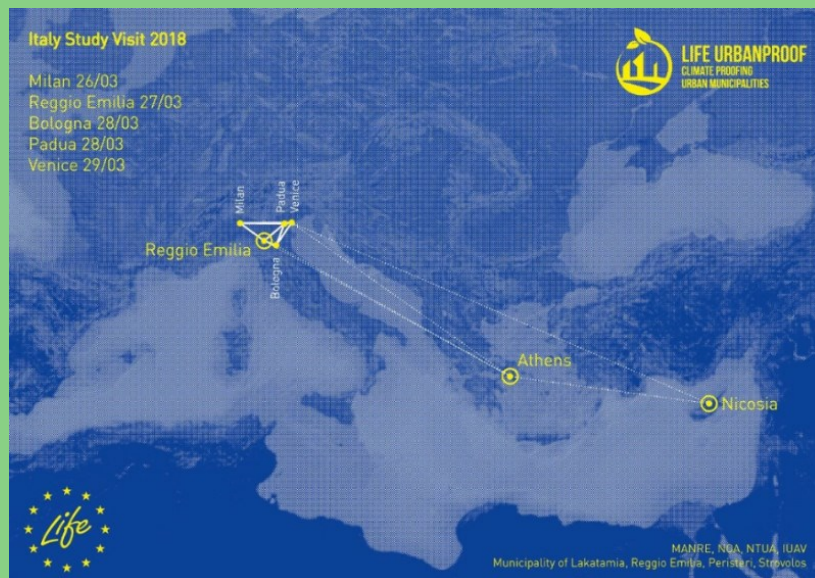 Italy Study Visit 2018
Milan 26/03
Reggio Emilia 27/03
Bologna 28/03
Padua 28/03
Venice 29/03
LIFE URBANPROOF
CLIMATE PROOFING
URBAN MUNICIPALITIES
Milan
Padua
Venice
Reggio Emilia
Bologna
Athens
Nicosia
Life
MANRE, NOA, NTUA, IUAV
Municipality of Lakatamia, Reggio Emilia, Peristeri, Strovolos